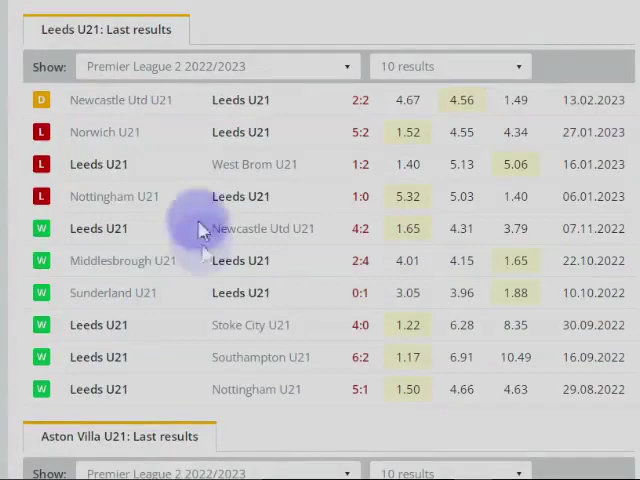 Leeds U21: Last results
Show: Premier League 2 2022/2023 10 results
D Newcastle Utd U21 Leeds U21 2:2 4.67 4.56 1.49 13.02.2023
L Norwich U21 Leeds U21 5:2 1.52 4.55 4.34 27.01.2023
L Leeds U21 West Brom U21 1:2 1.40 5.13 5.06 16.01.2023
L Nottingham U21 Leeds U21 1:0 5.32 5.03 1.40 06.01.2023
W Leeds U21 Newcastle Utd U21 4:2 1.65 4.31 3.79 07.11.2022
W Middlesbrough U21 Leeds U21 2:4 4.01 4.15 1.65 22.10.2022
W Sunderland U21 Leeds U21 0:1 3.05 3.96 1.88 10.10.2022
W Leeds U21 Stoke City U21 4:0 1.22 6.28 8.35 30.09.2022
W Leeds U21 Southampton U21 6:2 1.17 6.91 10.49 16.09.2022
W Leeds U21 Nottingham U21 5:1 1.50 4.66 4.63 29.08.2022
Aston Villa U21: Last results
Show: Premier League 2 2022/2023 10 results